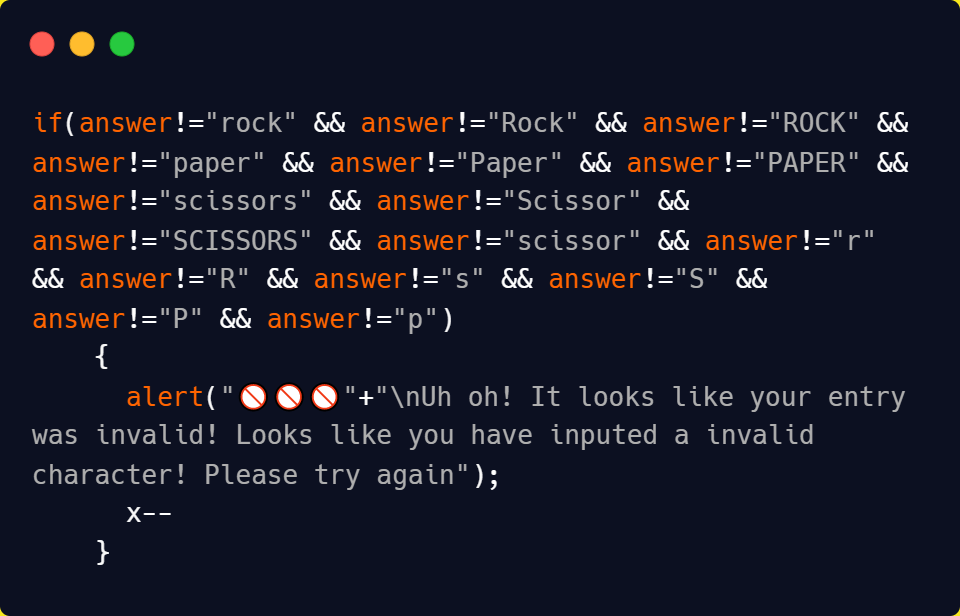 if(answer!="rock" && answer!="Rock" && answer!="ROCK" &&
answer!="paper" && answer!="Paper" && answer!="PAPER" &&
answer!="scissors" && answer!="Scissor" &&
answer!="SCISSORS" && answer!="scissor" && answer!="r"
&& answer!="R" && answer!="s" && answer!="S" &&
answer!="P" && answer!="p")
    {
      alert("🚫🚫🚫"+"\nUh oh! It looks like your entry
was invalid! Looks like you have inputed a invalid
character! Please try again");
      x--
    }